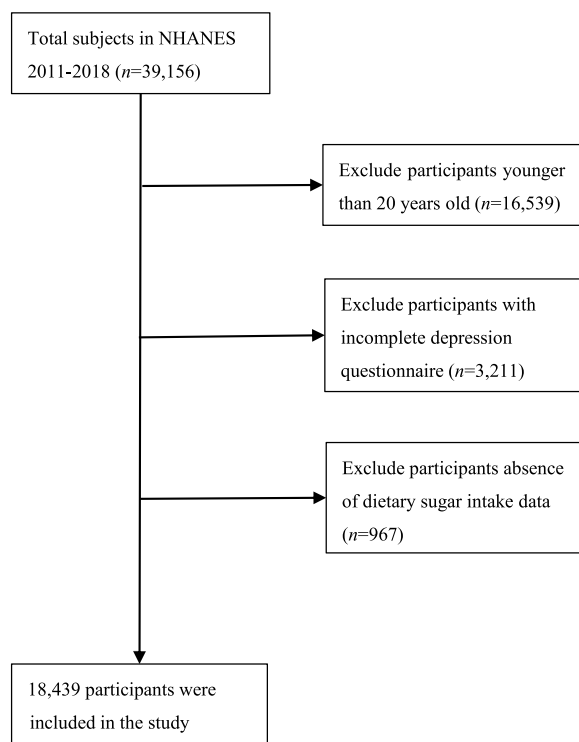 Total subjects in NHANES
2011-2018 (n=39,156)
Exclude participants younger
than 20 years old (n=16,539)
Exclude participants with
incomplete depression
questionnaire (n=3,211)
Exclude participants absence
of dietary sugar intake data
(n=967)
18,439 participants were
included in the study